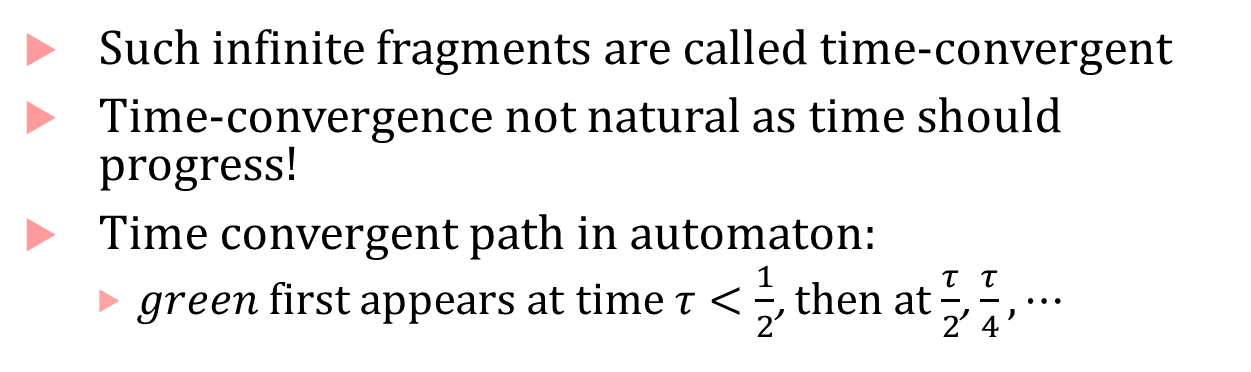 Such infinite fragments are called time-convergent
Time-convergence not natural as time should
progress!
Time convergent path in automaton:
green first appears at time τ < 1/2, then at τ/2, τ/4, ⋯